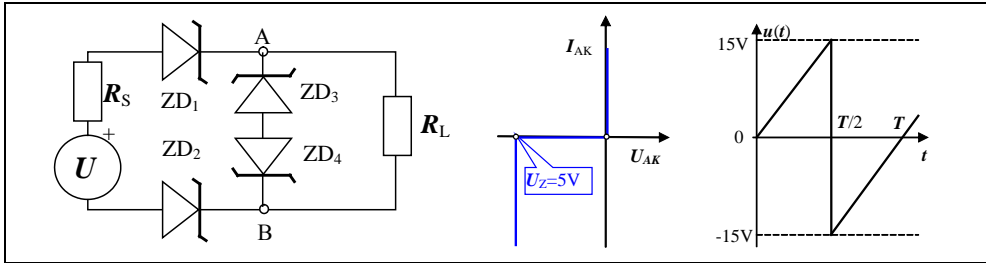 A
R_S
ZD_1
ZD_3
+
R_L
U
ZD_2
ZD_4
B
I_AK
U_AK
U_Z=5V
u(t)
15V
0
T/2
T
t
-15V